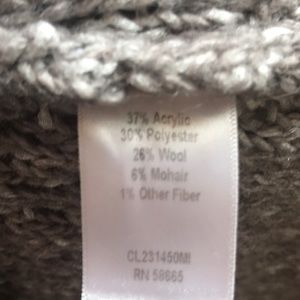 37% Acrylic
30% Polyester
26% Wool
6% Mohair
1% Other Fiber
CL231450MI
RN 58665